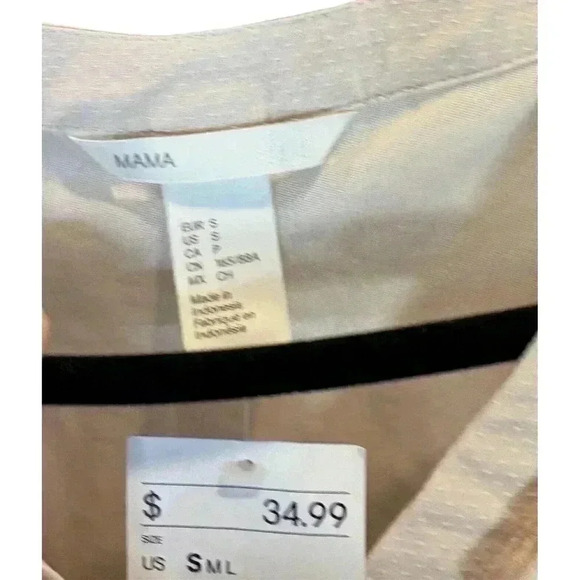 MAMA
EUR S
US S
CA P
CN 165/88A
MX CH
Made in
Indonesia
Fabriqué en
Indonésie
$ 34.99
SIZE
US S M L